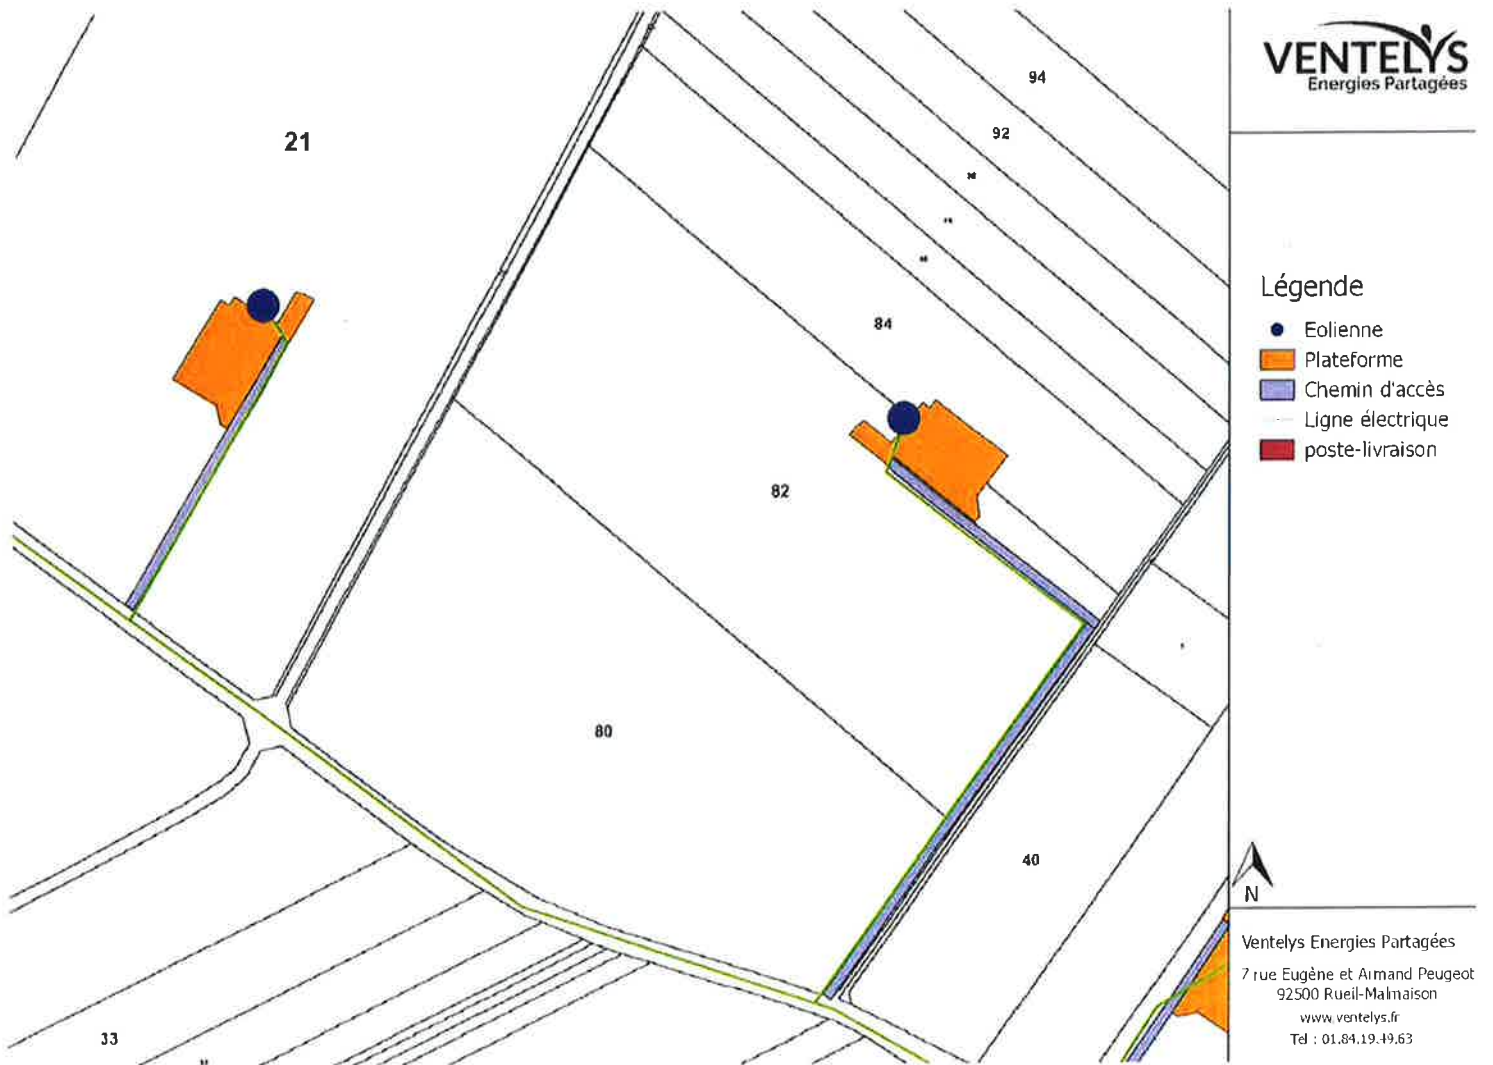 VENTELYS
Energies Partagées
94
92
21
84
82
80
40
33
Légende
Eolienne
Plateforme
Chemin d'accès
Ligne électrique
poste-livraison
N
Ventelys Energies Partagées
7 rue Eugène et Armand Peugeot
92500 Rueil-Malmaison
www.ventelys.fr
Tel : 01.84.19.49.63